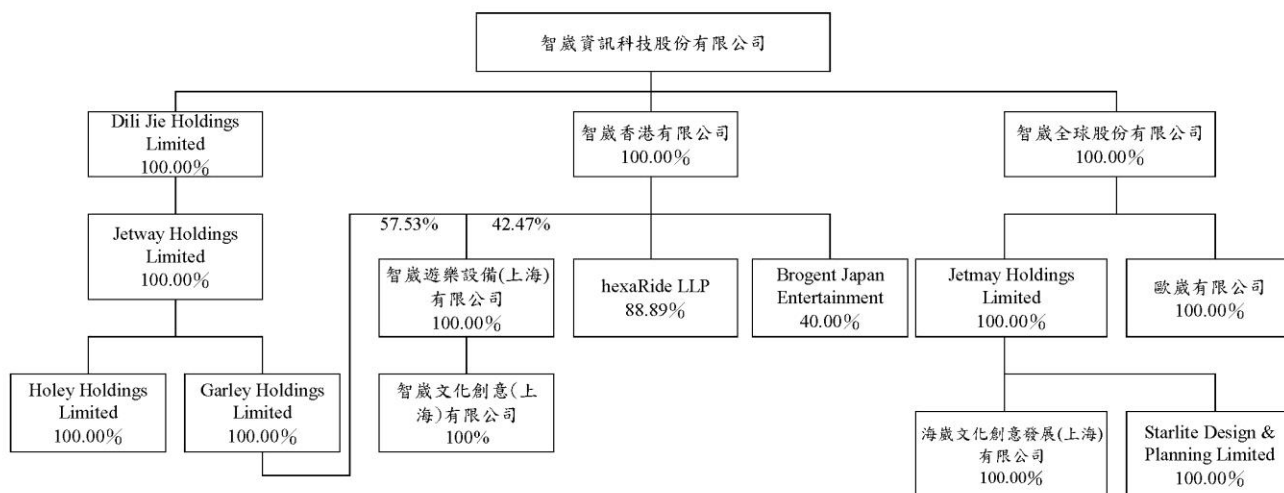 智崴資訊科技股份有限公司
Dili Jie Holdings
Limited
100.00%
智崴香港有限公司
100.00%
智崴全球股份有限公司
100.00%
Jetway Holdings
Limited
100.00%
57.53%
42.47%
智崴遊樂設備(上海)
有限公司
100.00%
hexaRide LLP
88.89%
Brogent Japan
Entertainment
40.00%
Jetmay Holdings
Limited
100.00%
歐崴有限公司
100.00%
Holey Holdings
Limited
100.00%
Garley Holdings
Limited
100.00%
智崴文化創意(上
海)有限公司
100%
海崴文化創意發展(上海)
有限公司
100.00%
Starlite Design &
Planning Limited
100.00%